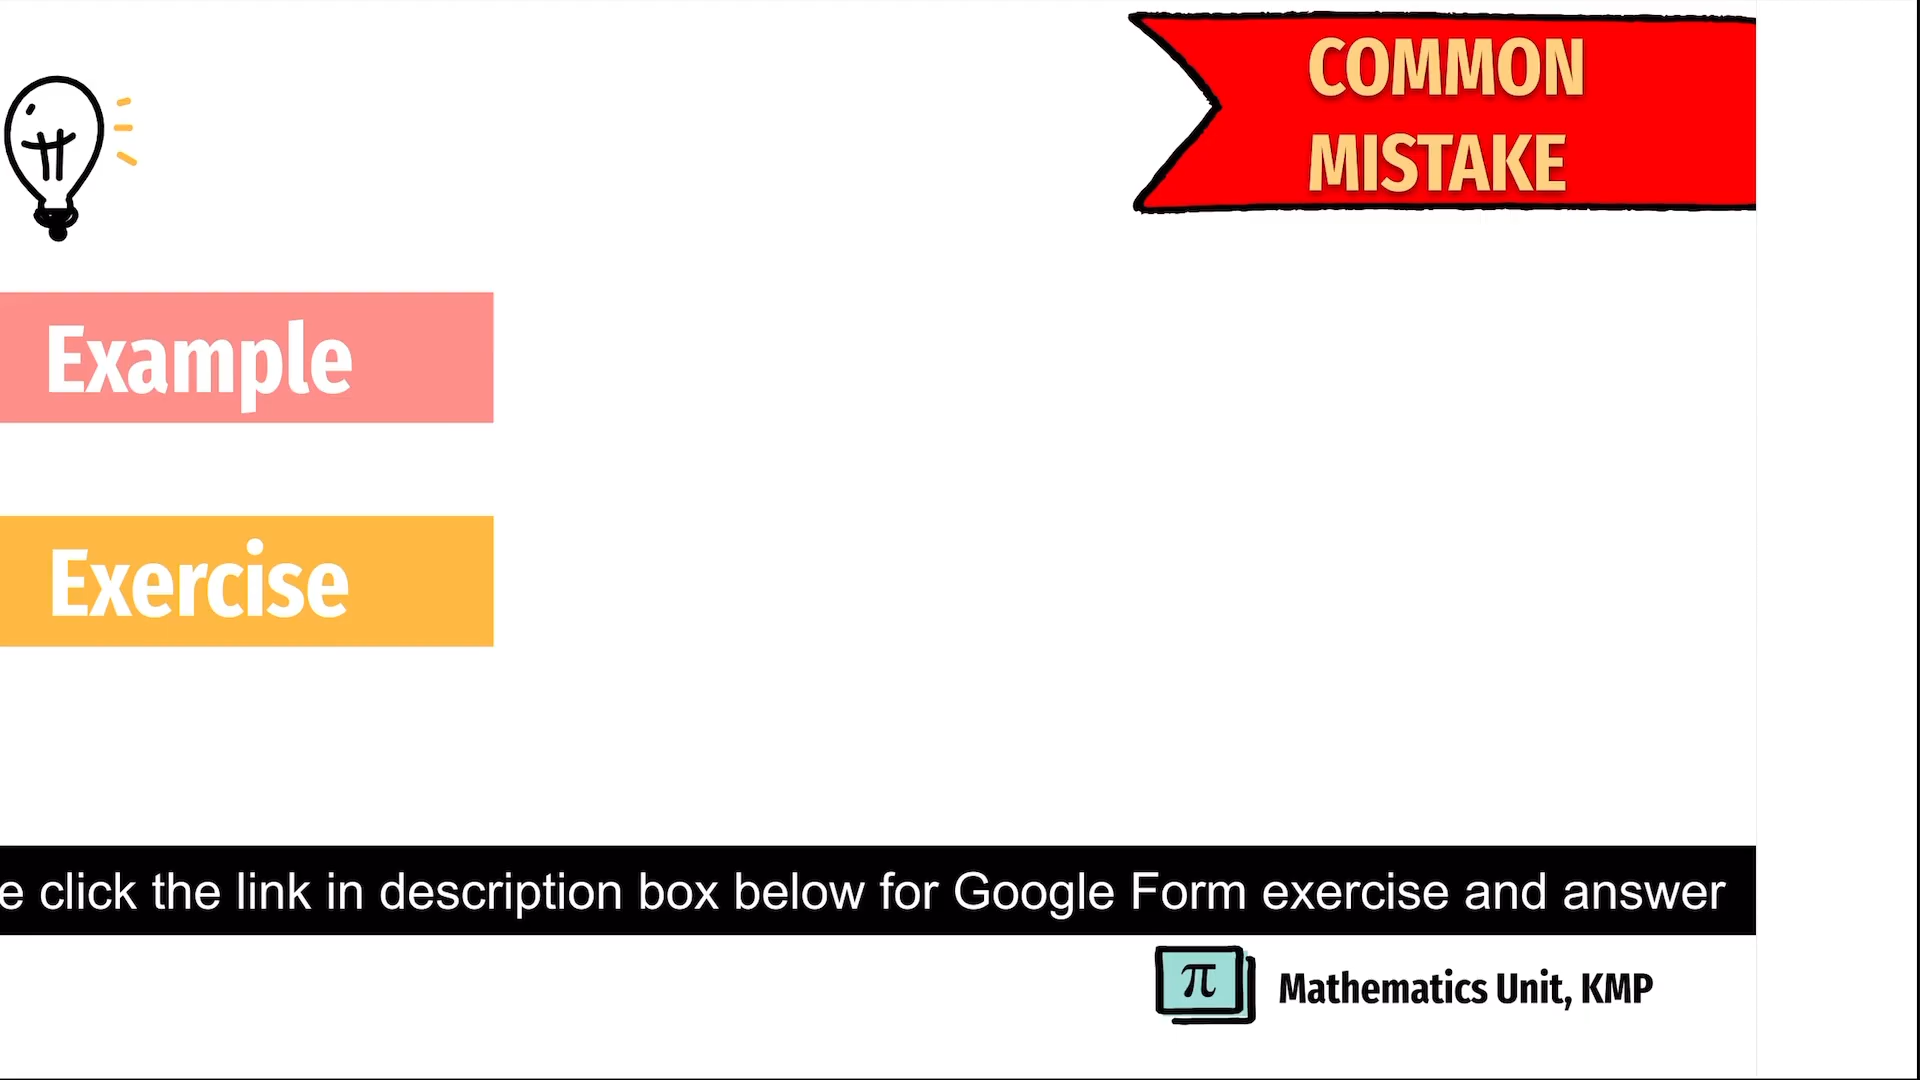 COMMON
MISTAKE
Example
Exercise
e click the link in description box below for Google Form exercise and answer
π
Mathematics Unit, KMP